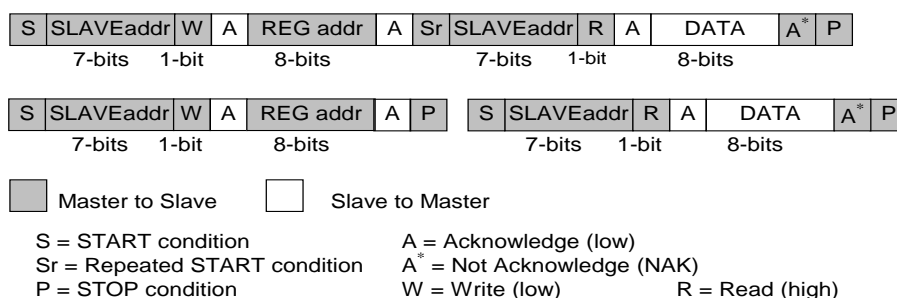 S SLAVEaddr W A REG addr A Sr SLAVEaddr R A DATA A* P
7-bits 1-bit 8-bits 7-bits 1-bit 8-bits
S SLAVEaddr W A REG addr A P S SLAVEaddr R A DATA A* P
7-bits 1-bit 8-bits 7-bits 1-bit 8-bits
Master to Slave Slave to Master
S = START condition A = Acknowledge (low)
Sr = Repeated START condition A* = Not Acknowledge (NAK)
P = STOP condition W = Write (low) R = Read (high)